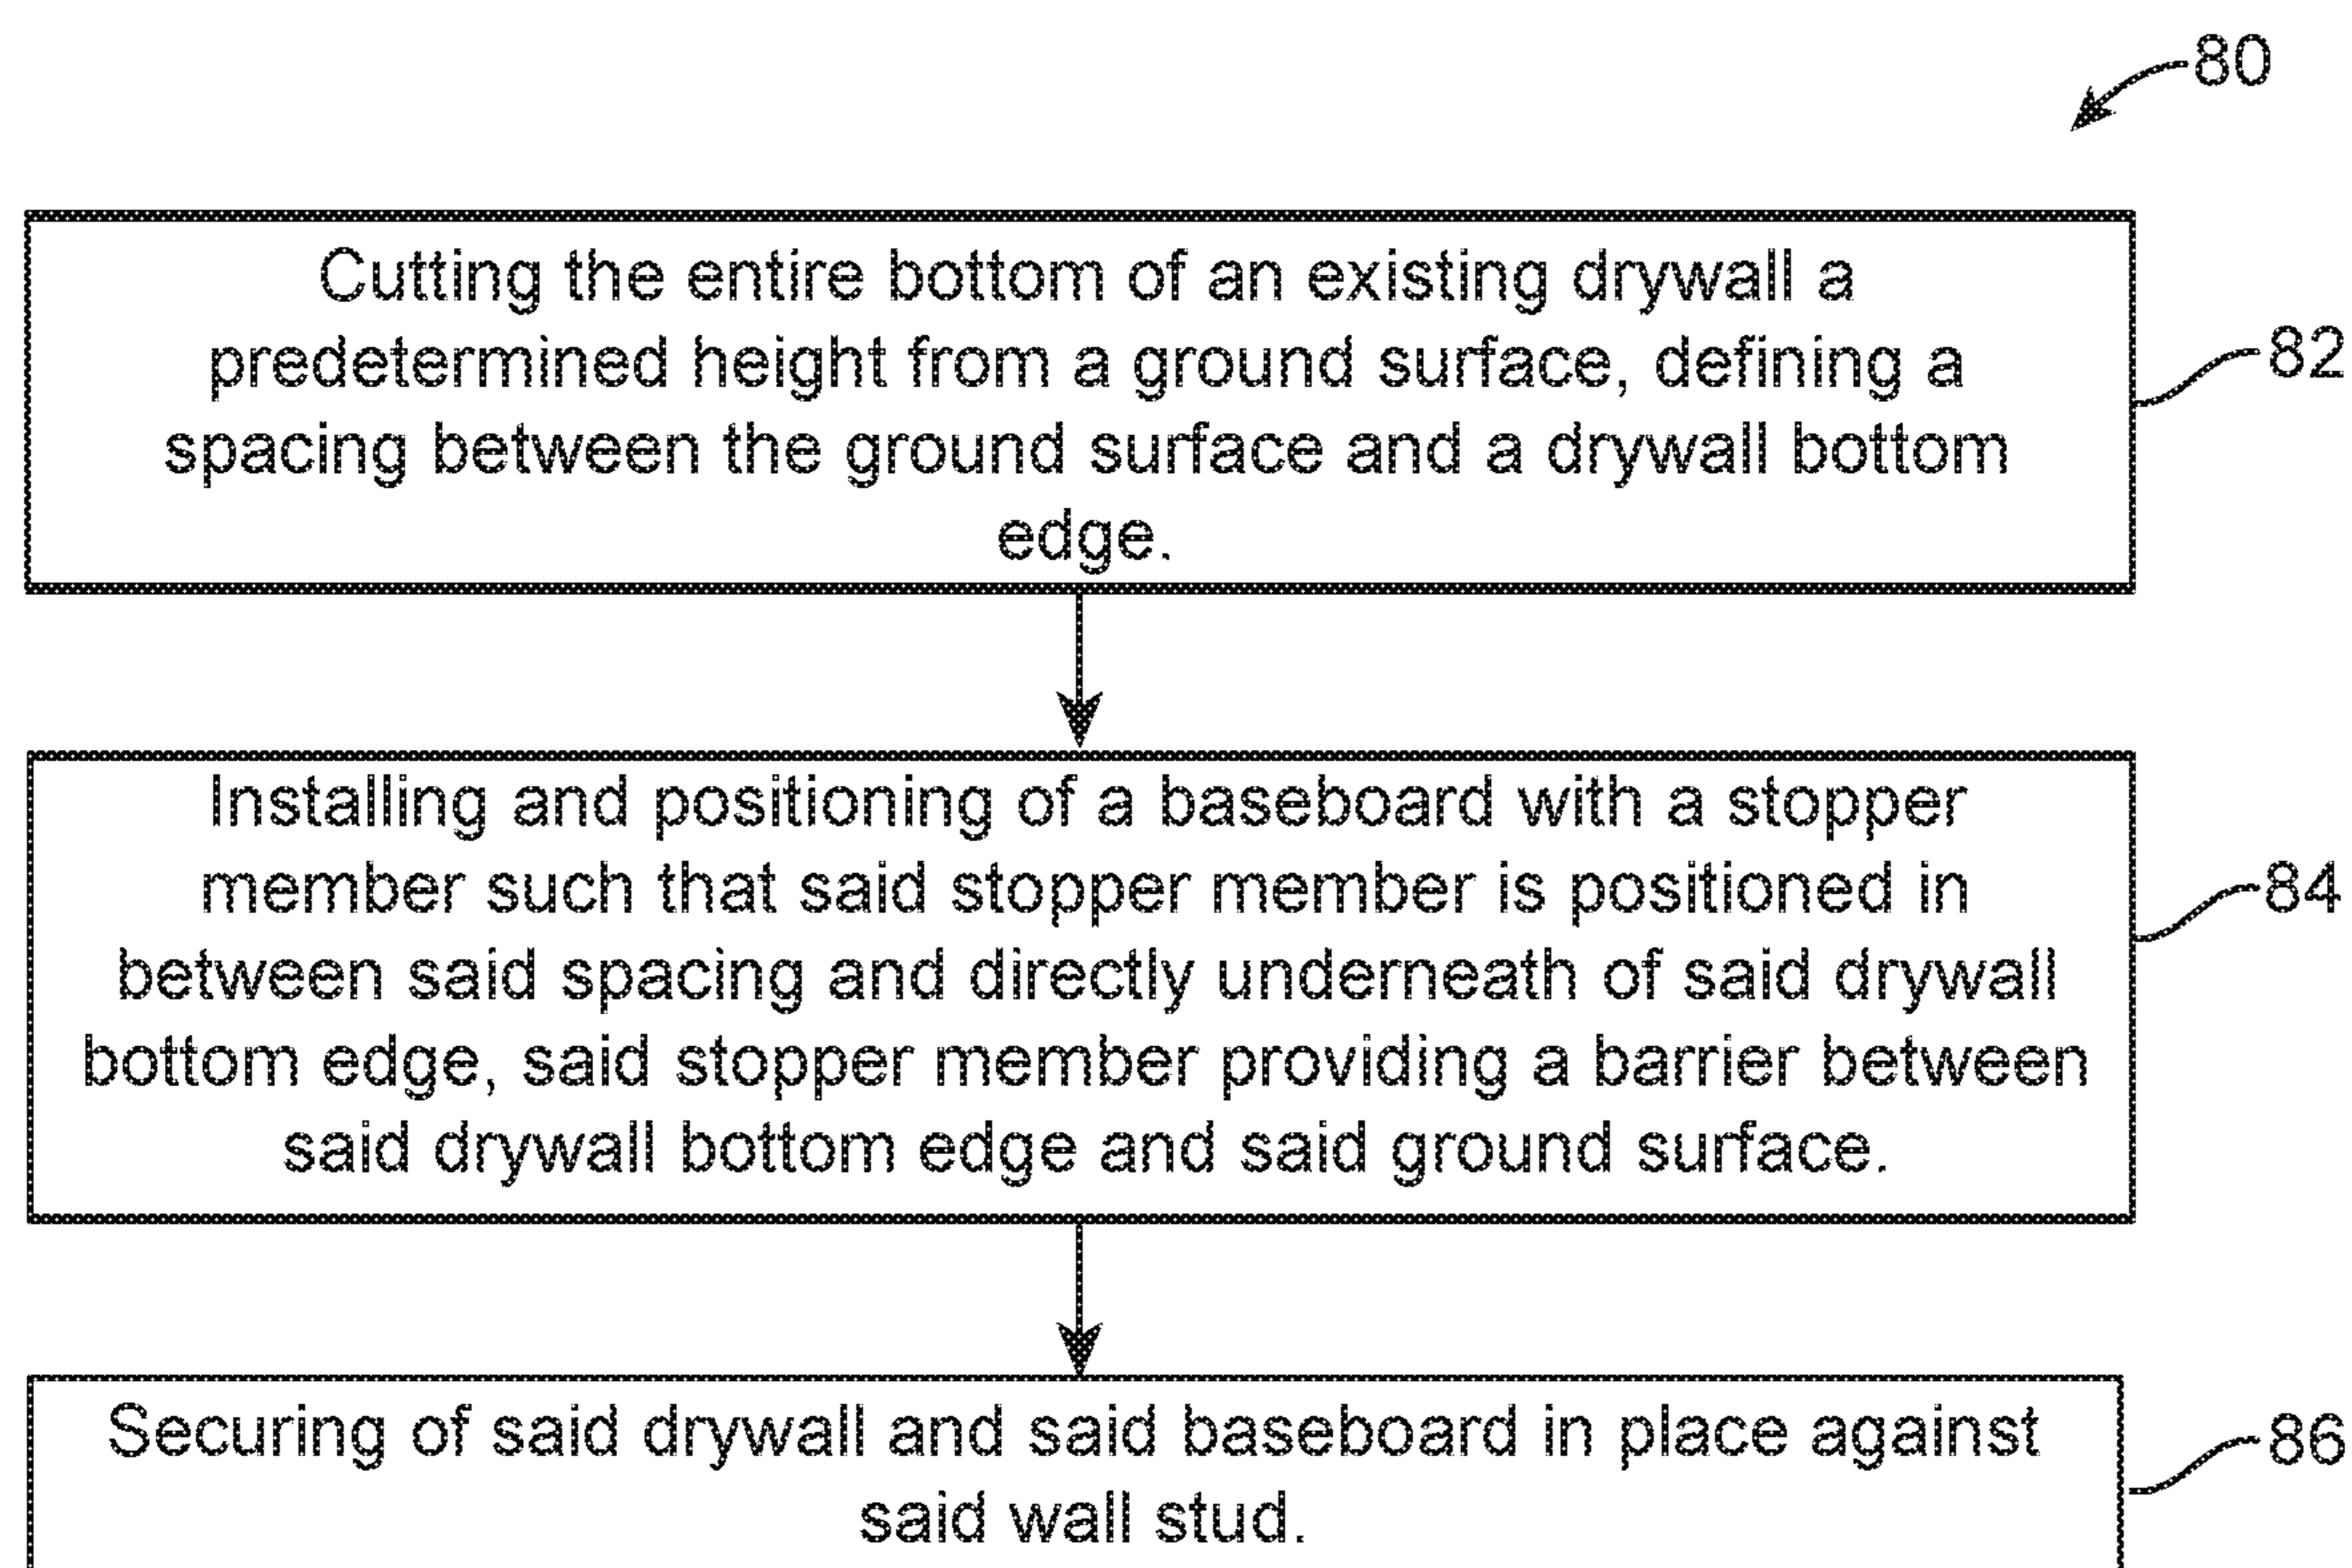 80
Cutting the entire bottom of an existing drywall a
predetermined height from a ground surface, defining a
spacing between the ground surface and a drywall bottom
edge.
82
Installing and positioning of a baseboard with a stopper
member such that said stopper member is positioned in
between said spacing and directly underneath of said drywall
bottom edge, said stopper member providing a barrier between
said drywall bottom edge and said ground surface.
84
Securing of said drywall and said baseboard in place against
said wall stud.
86